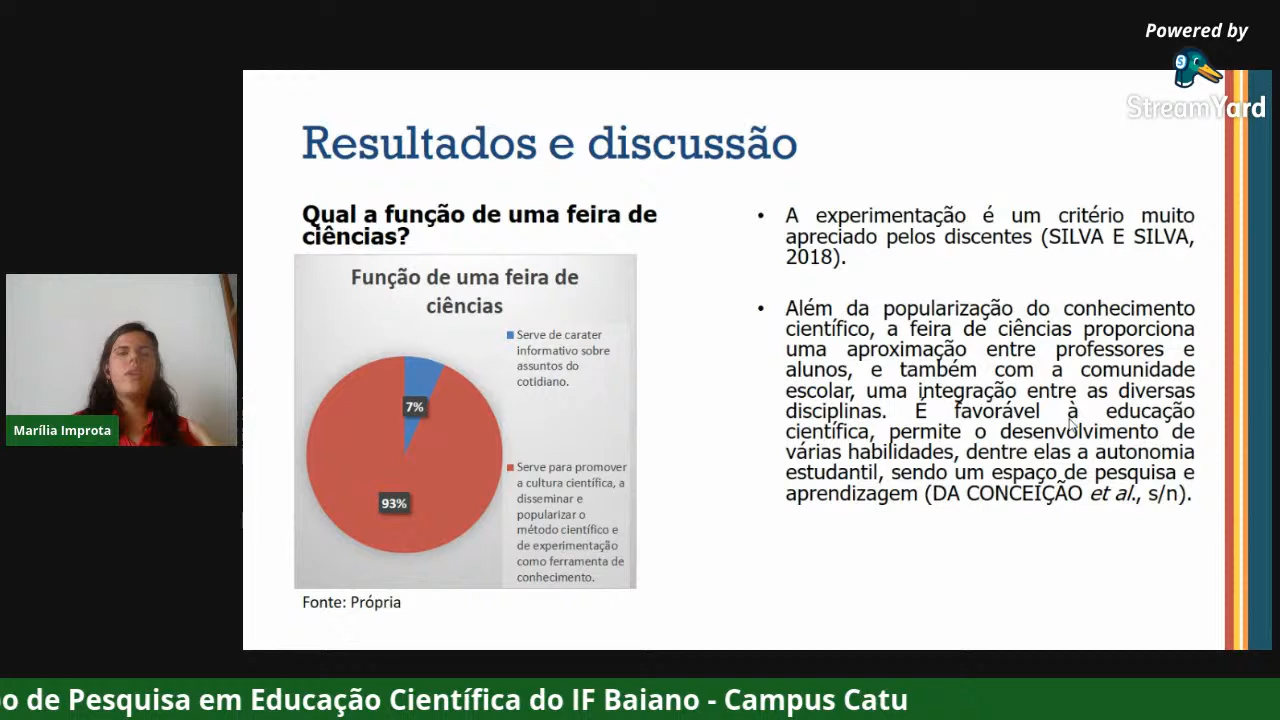 Powered by
StreamYard
Resultados e discussão
Qual a função de uma feira de
ciências?
Função de uma feira de
ciências
Serve de carater
informativo sobre
assuntos do
cotidiano.
7%
93%
Serve para promover
a cultura científica, a
disseminar e
popularizar o
método científico e
de experimentação
como ferramenta de
conhecimento.
Fonte: Própria
• A experimentação é um critério muito
apreciado pelos discentes (SILVA E SILVA,
2018).
• Além da popularização do conhecimento
científico, a feira de ciências proporciona
uma aproximação entre professores e
alunos, e também com a comunidade
escolar, uma integração entre as diversas
disciplinas. É favorável à educação
científica, permite o desenvolvimento de
várias habilidades, dentre elas a autonomia
estudantil, sendo um espaço de pesquisa e
aprendizagem (DA CONCEIÇÃO et al., s/n).
Marília Improta
po de Pesquisa em Educação Científica do IF Baiano - Campus Catu